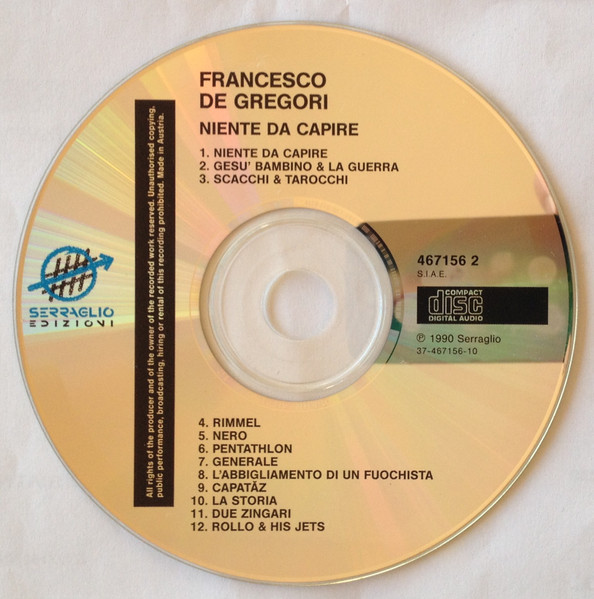 FRANCESCO
DE GREGORI
NIENTE DA CAPIRE
1. NIENTE DA CAPIRE
2. GESU' BAMBINO & LA GUERRA
3. SCACCHI & TAROCCHI
All rights of the producer and of the owner of the recorded work reserved. Unauthorised copying,
public performance, broadcasting, hiring or rental of this recording prohibited. Made in Austria.
SERRAGLIO
EDIZIONI
467156 2
S.I.A.E.
COMPACT
disc
DIGITAL AUDIO
℗ 1990 Serraglio
37-467156-10
4. RIMMEL
5. NERO
6. PENTATHLON
7. GENERALE
8. L'ABBIGLIAMENTO DI UN FUOCHISTA
9. CAPATĂZ
10. LA STORIA
11. DUE ZINGARI
12. ROLLO & HIS JETS